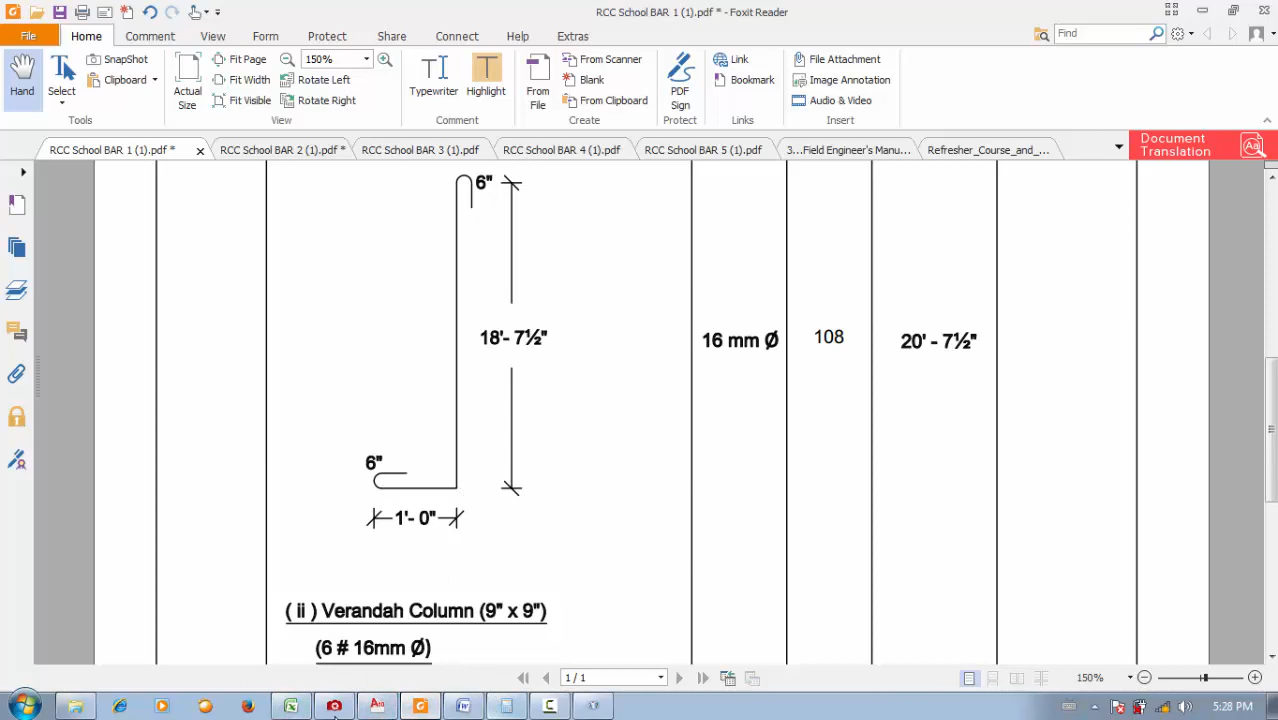 RCC School BAR 1 (1).pdf * - Foxit Reader
File Home Comment View Form Protect Share Connect Help Extras Find
Hand
Select
SnapShot
Clipboard
Tools
Actual
Size
Fit Page
Fit Width
Fit Visible
150%
Rotate Left
Rotate Right
View
Typewriter
Highlight
Comment
From
File
From Scanner
Blank
From Clipboard
Create
PDF
Sign
Protect
Link
Bookmark
Links
File Attachment
Image Annotation
Audio & Video
Insert
RCC School BAR 1 (1).pdf * RCC School BAR 2 (1).pdf * RCC School BAR 3 (1).pdf RCC School BAR 4 (1).pdf RCC School BAR 5 (1).pdf 3...Field Engineer's Manu... Refresher_Course_and_...
Document
Translation
6"
18'- 7½" 16 mm Ø 108 20' - 7½"
6"
1'- 0"
( ii ) Verandah Column (9" x 9")
(6 # 16mm Ø)
1 / 1
150%
5:28 PM